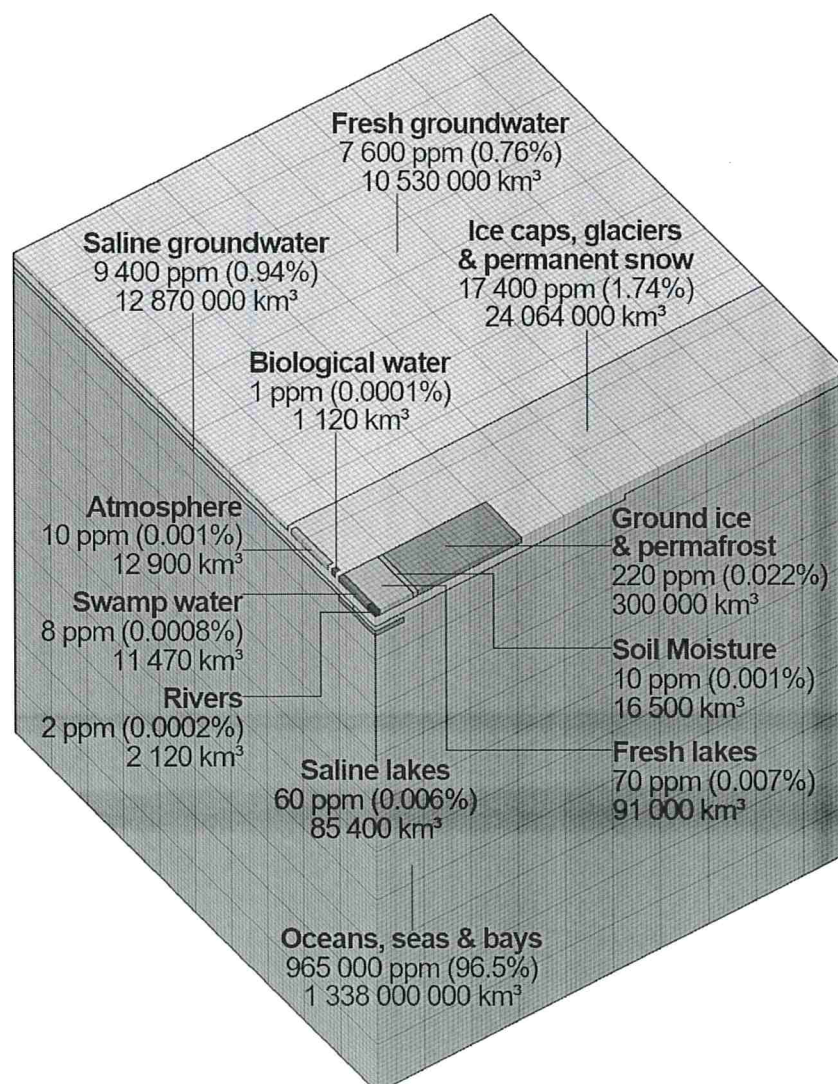 Fresh groundwater
7 600 ppm (0.76%)
10 530 000 km³
Ice caps, glaciers
& permanent snow
17 400 ppm (1.74%)
24 064 000 km³
Saline groundwater
9 400 ppm (0.94%)
12 870 000 km³
Biological water
1 ppm (0.0001%)
1 120 km³
Atmosphere
10 ppm (0.001%)
12 900 km³
Swamp water
8 ppm (0.0008%)
11 470 km³
Rivers
2 ppm (0.0002%)
2 120 km³
Ground ice
& permafrost
220 ppm (0.022%)
300 000 km³
Soil Moisture
10 ppm (0.001%)
16 500 km³
Fresh lakes
70 ppm (0.007%)
91 000 km³
Saline lakes
60 ppm (0.006%)
85 400 km³
Oceans, seas & bays
965 000 ppm (96.5%)
1 338 000 000 km³